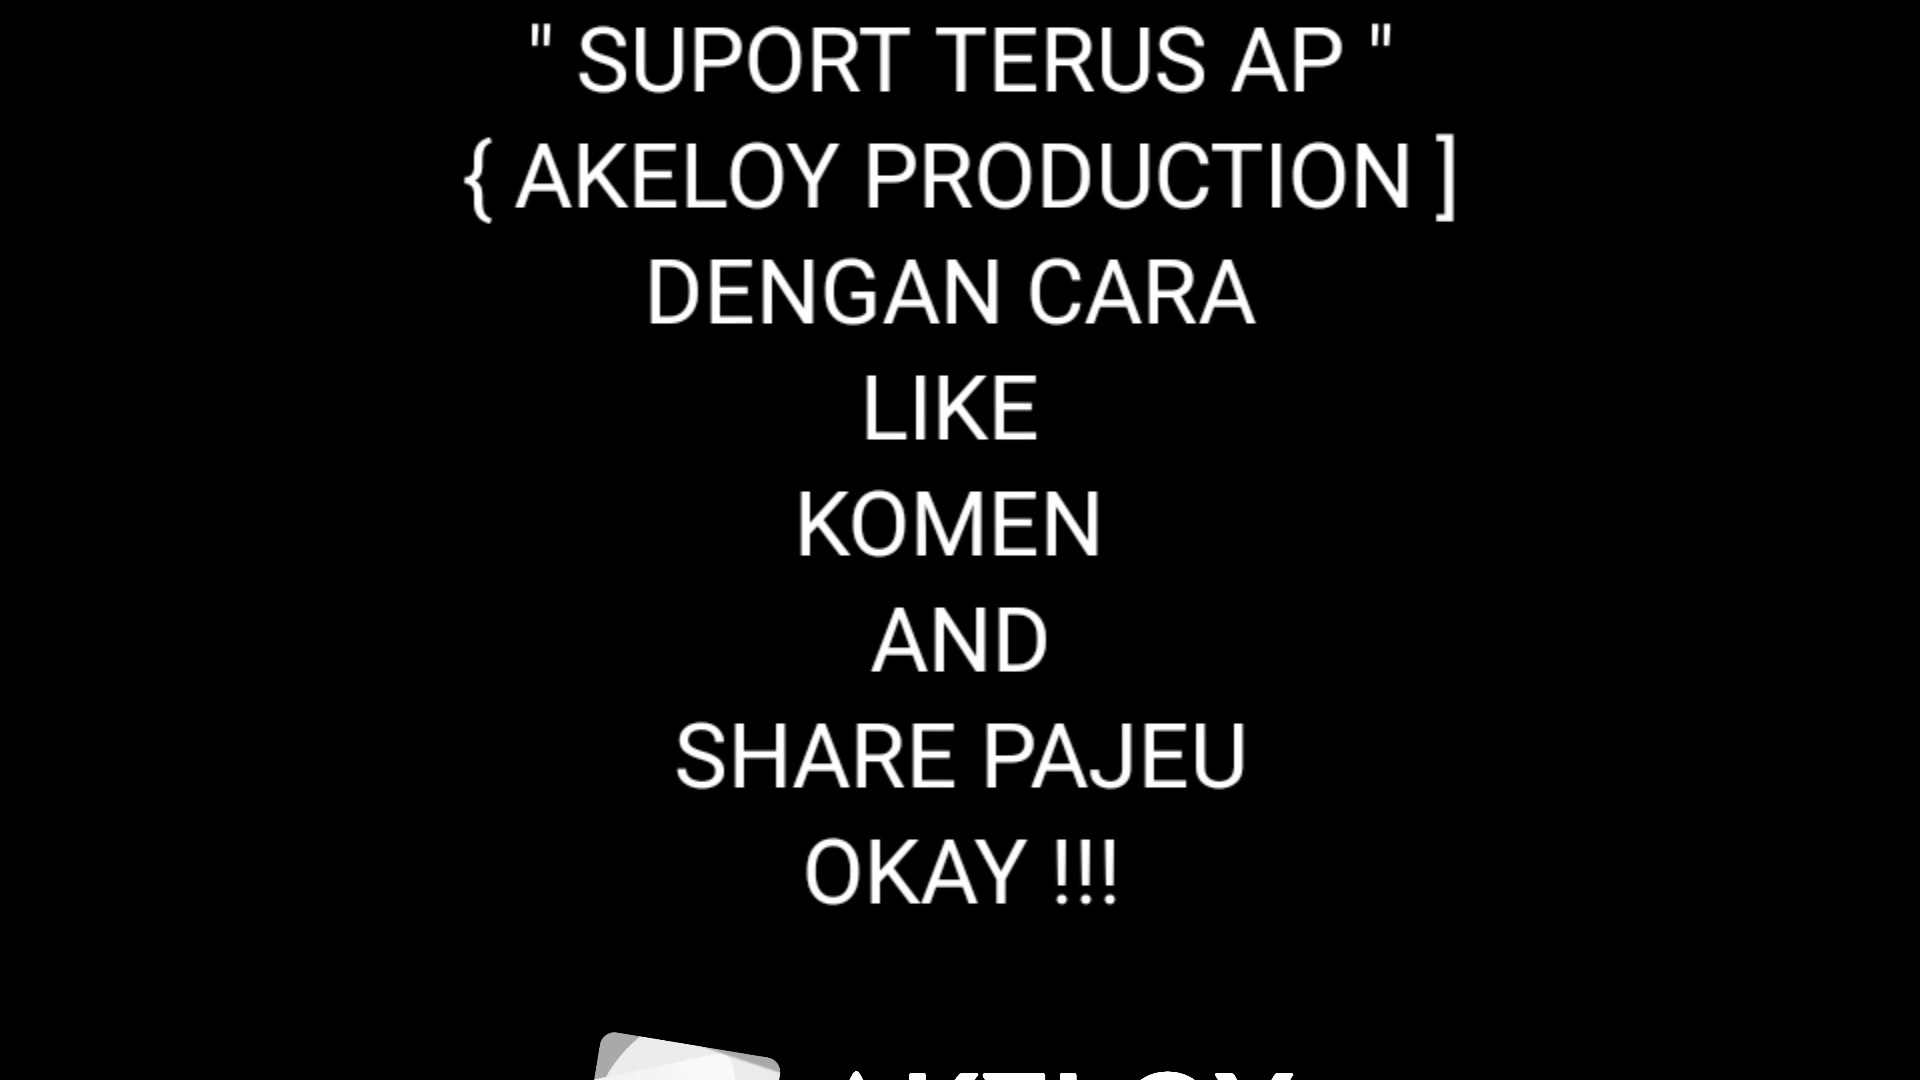 " SUPORT TERUS AP "
{ AKELOY PRODUCTION ]
DENGAN CARA
LIKE
KOMEN
AND
SHARE PAJEU
OKAY !!!